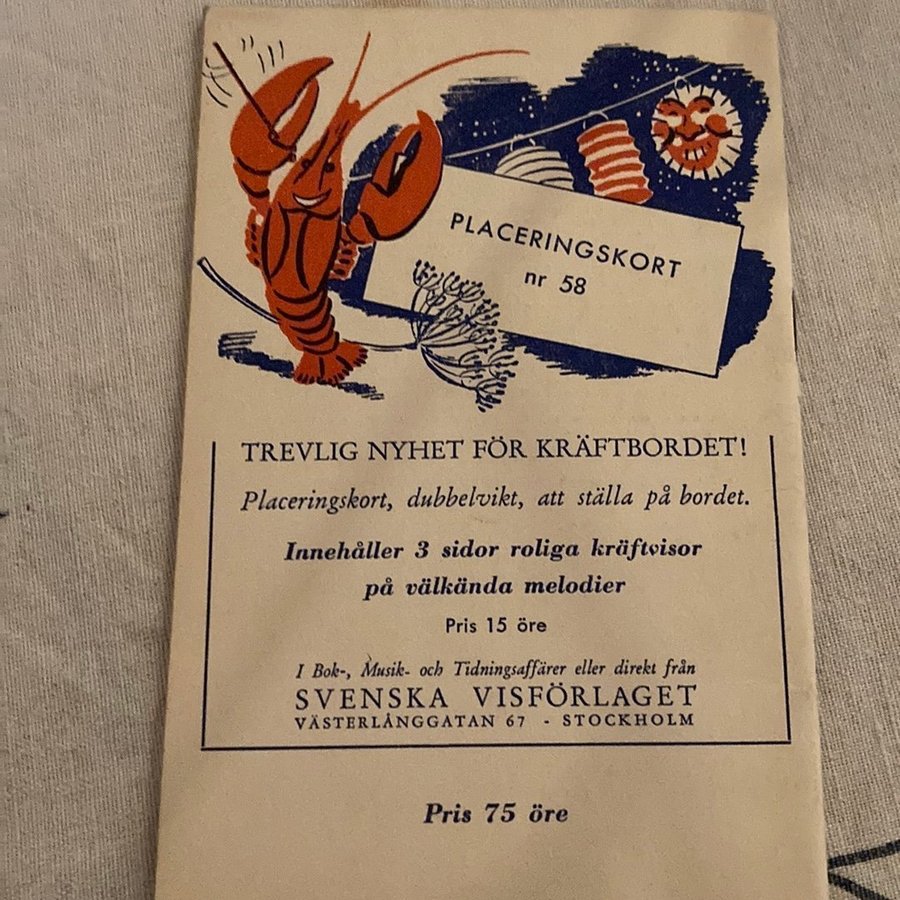 PLACERINGSKORT
nr 58
TREVLIG NYHET FÖR KRÄFTBORDET!
Placeringskort, dubbelvikt, att ställa på bordet.
Innehåller 3 sidor roliga kräftvisor
på välkända melodier
Pris 15 öre
I Bok-, Musik- och Tidningsaffärer eller direkt från
SVENSKA VISFÖRLAGET
VÄSTERLÅNGGATAN 67 - STOCKHOLM
Pris 75 öre